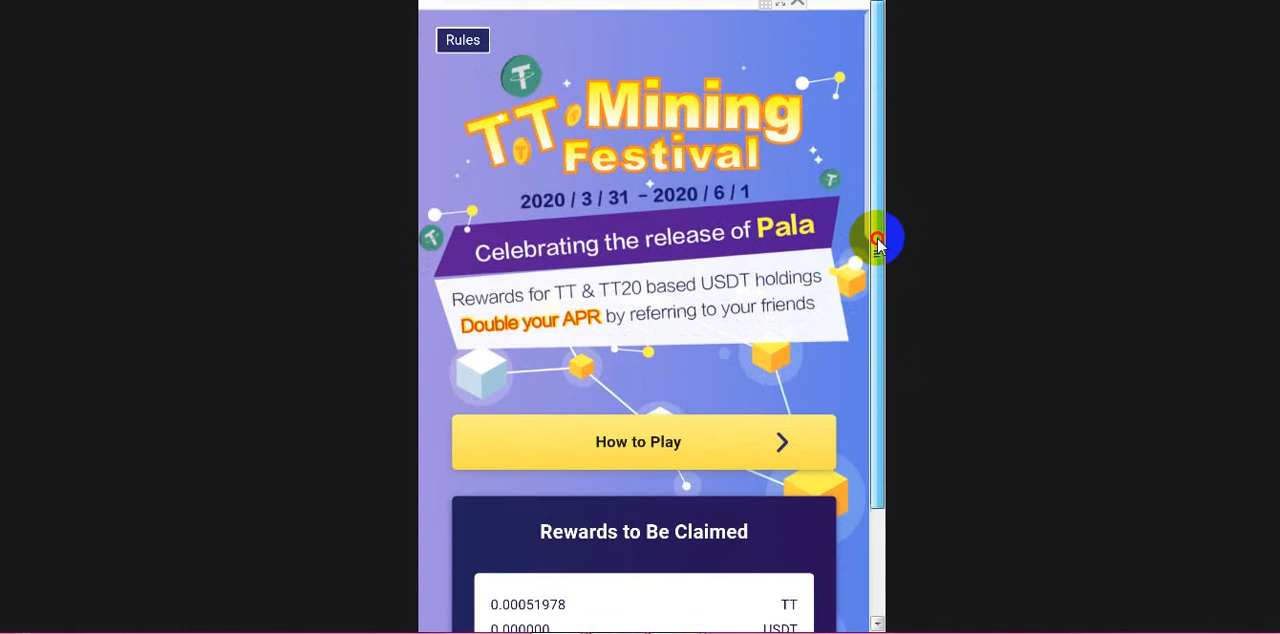 Rules
TT Mining
Festival
2020 / 3 / 31 - 2020 / 6 / 1
Celebrating the release of Pala
Rewards for TT & TT20 based USDT holdings
Double your APR by referring to your friends
How to Play
Rewards to Be Claimed
0.00051978 TT
0.000000 USDT